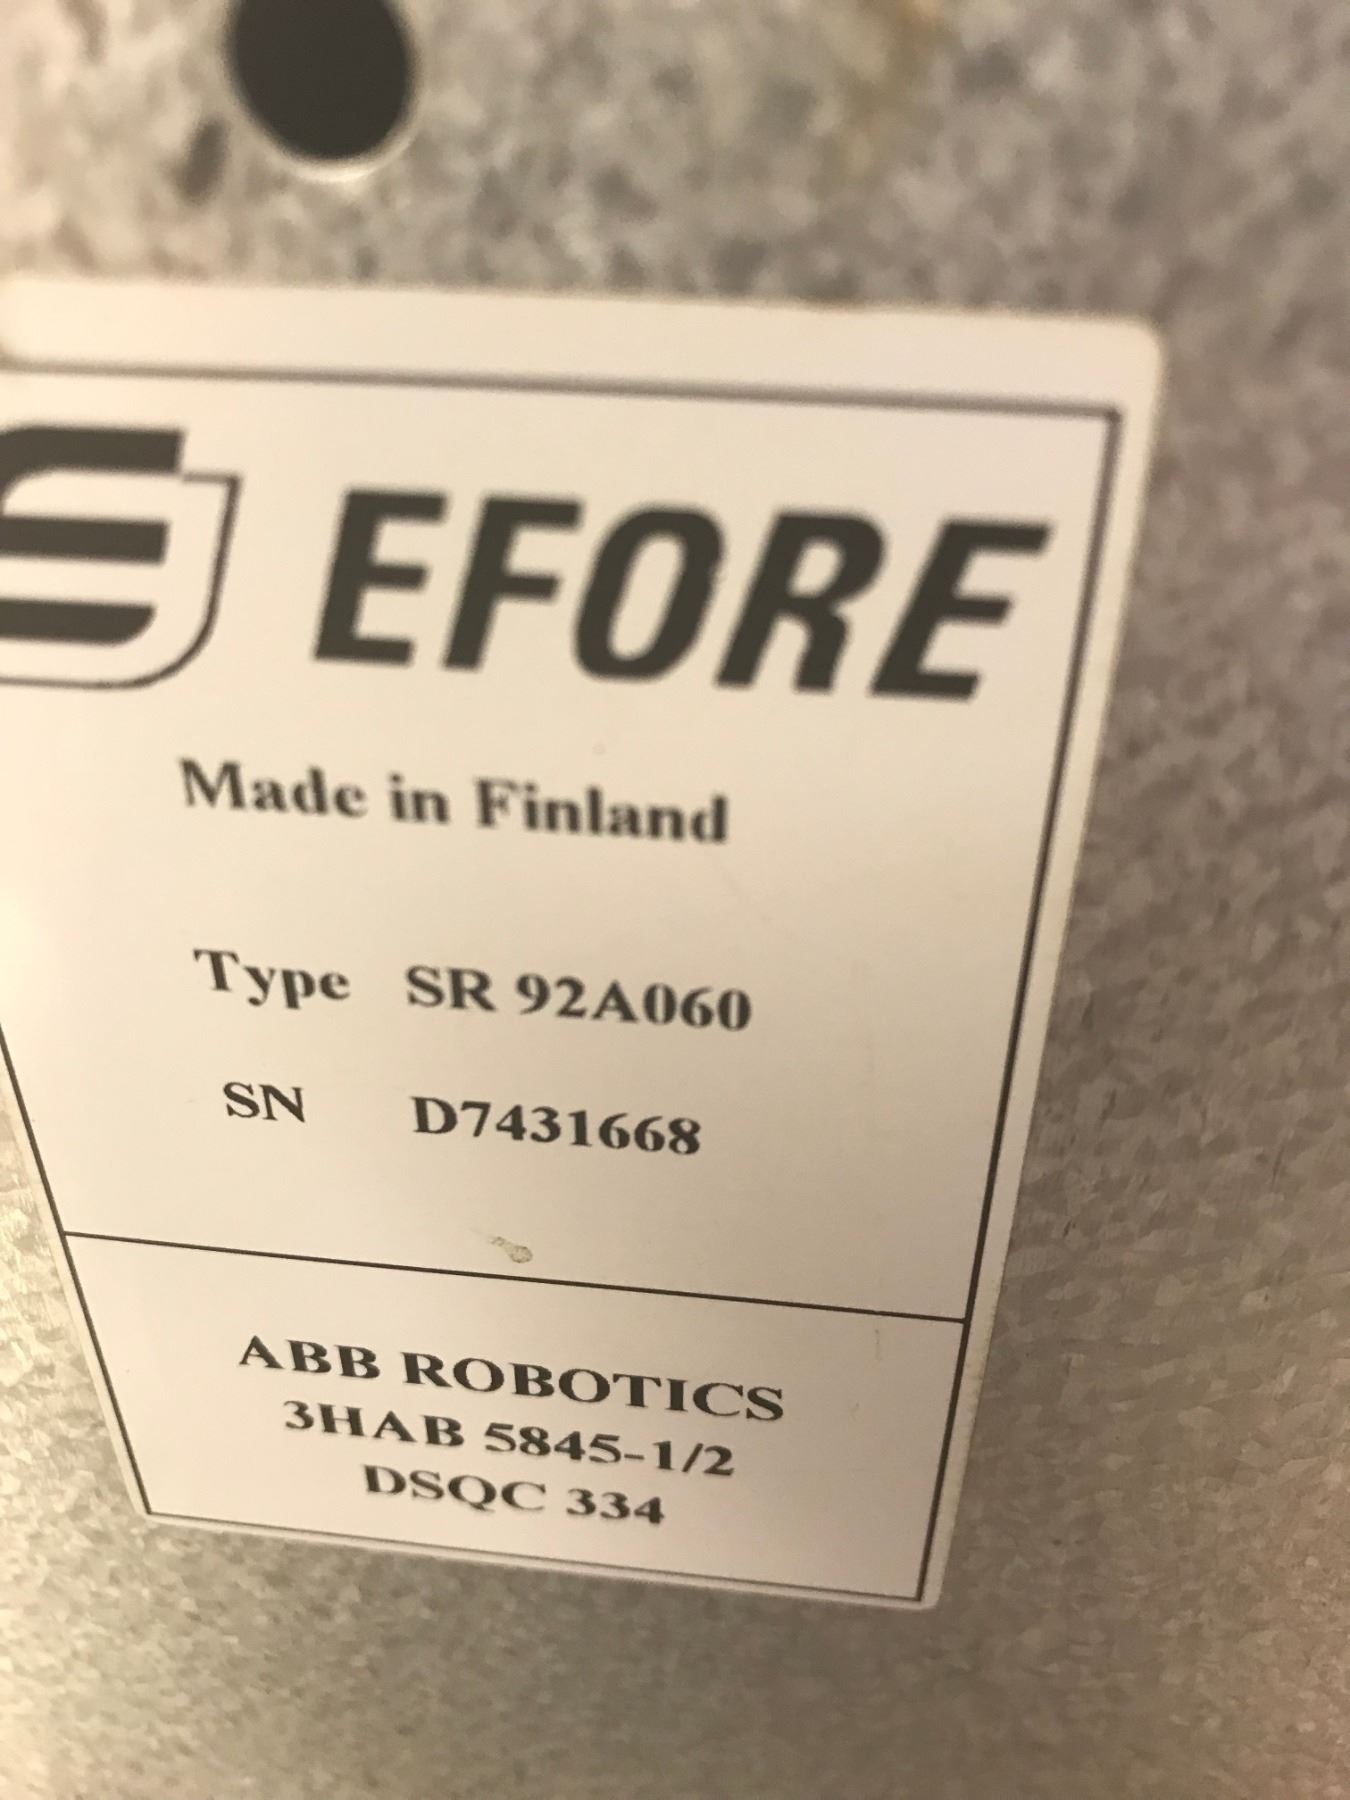 EFORE
Made in Finland
Type SR 92A060
SN D7431668
ABB ROBOTICS
3HAB 5845-1/2
DSQC 334